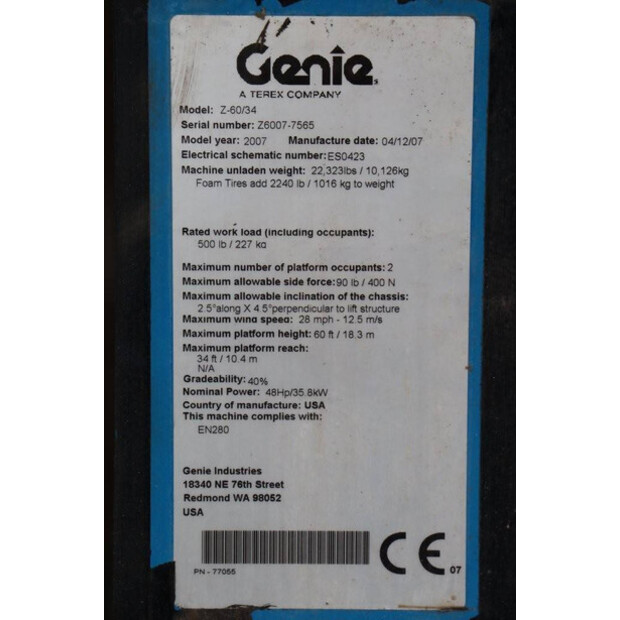 Genie
A TEREX COMPANY
Model: Z-60/34
Serial number: Z6007-7565
Model year: 2007 Manufacture date: 04/12/07
Electrical schematic number: ES0423
Machine unladen weight: 22,323lbs / 10,126kg
Foam Tires add 2240 lb / 1016 kg to weight
Rated work load (including occupants):
500 lb / 227 kg
Maximum number of platform occupants: 2
Maximum allowable side force: 90 lb / 400 N
Maximum allowable inclination of the chassis:
2.5°along X 4.5°perpendicular to lift structure
Maximum wind speed: 28 mph - 12.5 m/s
Maximum platform height: 60 ft / 18.3 m
Maximum platform reach:
34 ft / 10.4 m
N/A
Gradeability: 40%
Nominal Power: 48Hp/35.8kW
Country of manufacture: USA
This machine complies with:
EN280
Genie Industries
18340 NE 76th Street
Redmond WA 98052
USA
CE 07
PN - 77055